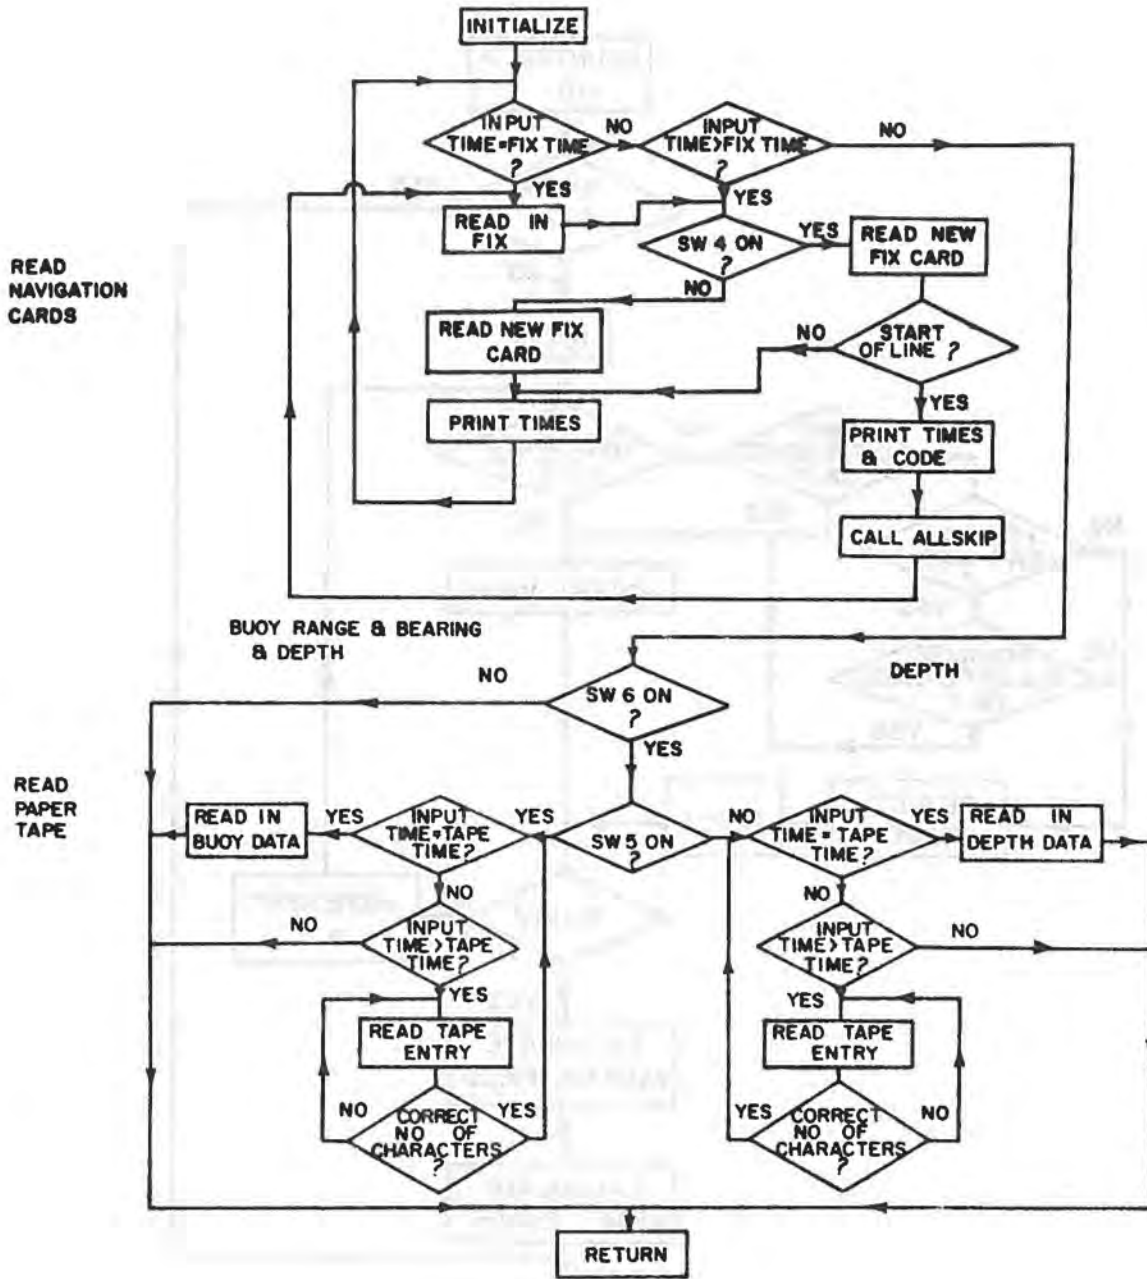 INITIALIZE
INPUT
TIME=FIX TIME
?
NO
INPUT
TIME>FIX TIME
?
NO
YES
YES
READ IN
FIX
SW 4 ON
?
YES
READ NEW
FIX CARD
READ
NAVIGATION
CARDS
NO
READ NEW FIX
CARD
NO
START
OF LINE ?
YES
PRINT TIMES
PRINT TIMES
& CODE
CALL ALLSKIP
BUOY RANGE & BEARING
& DEPTH
DEPTH
NO
SW 6 ON
?
YES
READ
PAPER
TAPE
READ IN
BUOY DATA
YES
INPUT
TIME=TAPE
TIME?
YES
SW 5 ON
?
NO
INPUT
TIME = TAPE
TIME?
YES
READ IN
DEPTH DATA
NO
NO
NO
INPUT
TIME>TAPE
TIME?
INPUT
TIME>TAPE
TIME?
NO
YES
YES
READ TAPE
ENTRY
READ TAPE
ENTRY
NO
CORRECT
NO OF
CHARACTERS
?
YES
YES
CORRECT
NO OF
CHARACTERS
?
NO
RETURN